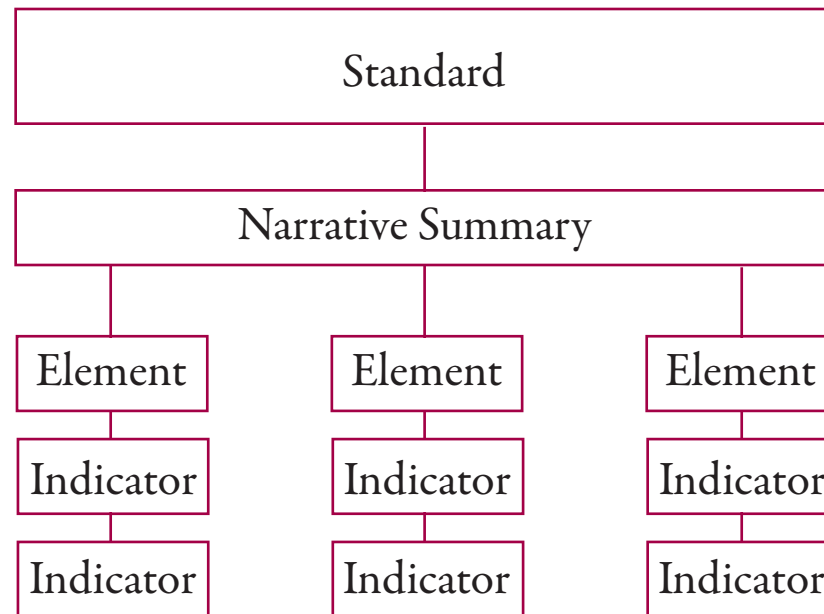 Standard
Narrative Summary
Element Element Element
Indicator Indicator Indicator
Indicator Indicator Indicator